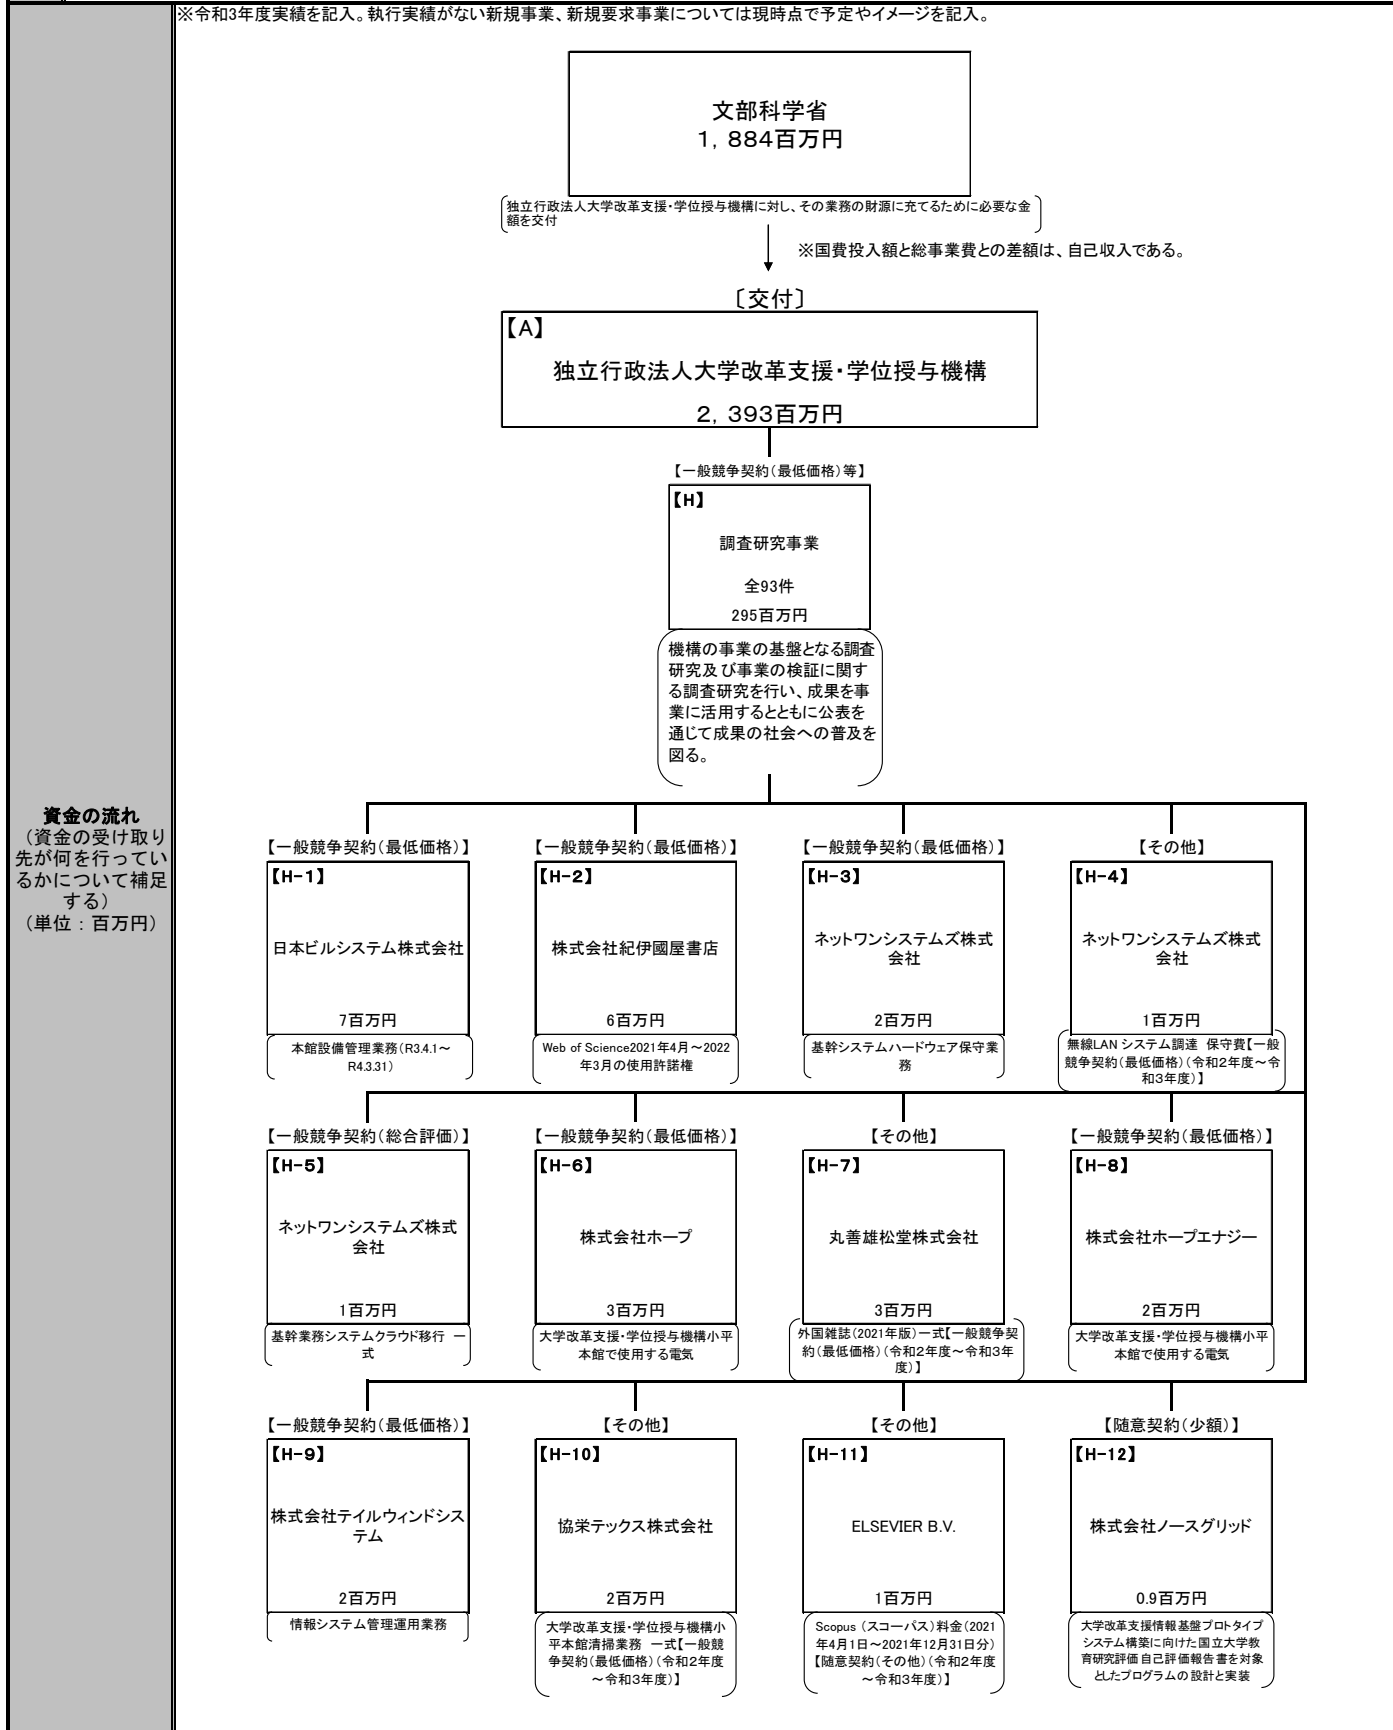 ※令和3年度実績を記入。執行実績がない新規事業、新規要求事業については現時点で予定やイメージを記入。
文部科学省
１，８８４百万円
独立行政法人大学改革支援・学位授与機構に対し、その業務の財源に充てるために必要な金
額を交付
※国費投入額と総事業費との差額は、自己収入である。
〔交付〕
【A】
独立行政法人大学改革支援・学位授与機構
２，３９３百万円
【一般競争契約（最低価格）等】
【H】
調査研究事業
全93件
295百万円
機構の事業の基盤となる調査
研究及び事業の検証に関す
る調査研究を行い、成果を事
業に活用するとともに公表を
通じて成果の社会への普及を
図る。
資金の流れ
（資金の受け取り
先が何を行ってい
るかについて補足
する）
（単位：百万円）
【一般競争契約（最低価格）】
【H-1】
日本ビルシステム株式会社
7百万円
本館設備管理業務（R3.4.1～
R4.3.31）
【一般競争契約（最低価格）】
【H-2】
株式会社紀伊國屋書店
6百万円
Web of Science2021年4月～2022
年3月の使用許諾権
【一般競争契約（最低価格）】
【H-3】
ネットワンシステムズ株式
会社
2百万円
基幹システムハードウェア保守業
務
【その他】
【H-4】
ネットワンシステムズ株式
会社
1百万円
無線LAN システム調達 保守費【一般
競争契約（最低価格）（令和２年度～令
和３年度）】
【一般競争契約（総合評価）】
【H-5】
ネットワンシステムズ株式
会社
1百万円
基幹業務システムクラウド移行 一
式
【一般競争契約（最低価格）】
【H-6】
株式会社ホープ
3百万円
大学改革支援・学位授与機構小平
本館で使用する電気
【その他】
【H-7】
丸善雄松堂株式会社
3百万円
外国雑誌（2021年版）一式【一般競争契
約（最低価格）（令和２年度～令和３年
度）】
【一般競争契約（最低価格）】
【H-8】
株式会社ホープエナジー
2百万円
大学改革支援・学位授与機構小平
本館で使用する電気
【一般競争契約（最低価格）】
【H-9】
株式会社テイルウィンドシス
テム
2百万円
情報システム管理運用業務
【その他】
【H-10】
協栄テックス株式会社
2百万円
大学改革支援・学位授与機構小
平本館清掃業務 一式【一般競
争契約（最低価格）（令和２年度
～令和３年度）】
【その他】
【H-11】
ELSEVIER B.V.
1百万円
Scopus （スコーパス）料金（2021
年4月1日～2021年12月31日分）
【随意契約（その他）（令和２年度
～令和３年度）】
【随意契約（少額）】
【H-12】
株式会社ノースグリッド
0.9百万円
大学改革支援情報基盤プロトタイプ
システム構築に向けた国立大学教
育研究評価 自己評価報告書を対象
としたプログラムの設計と実装